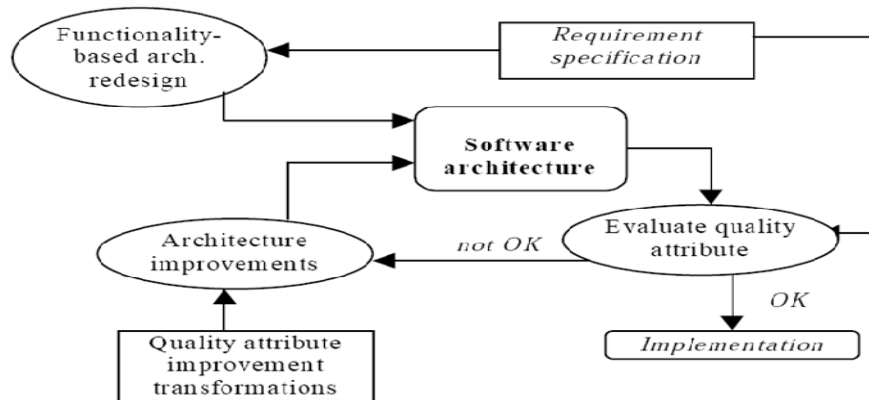 Functionality-
based arch.
redesign
Requirement
specification
Software
architecture
Architecture
improvements
not OK
Evaluate quality
attribute
OK
Quality attribute
improvement
transformations
Implementation